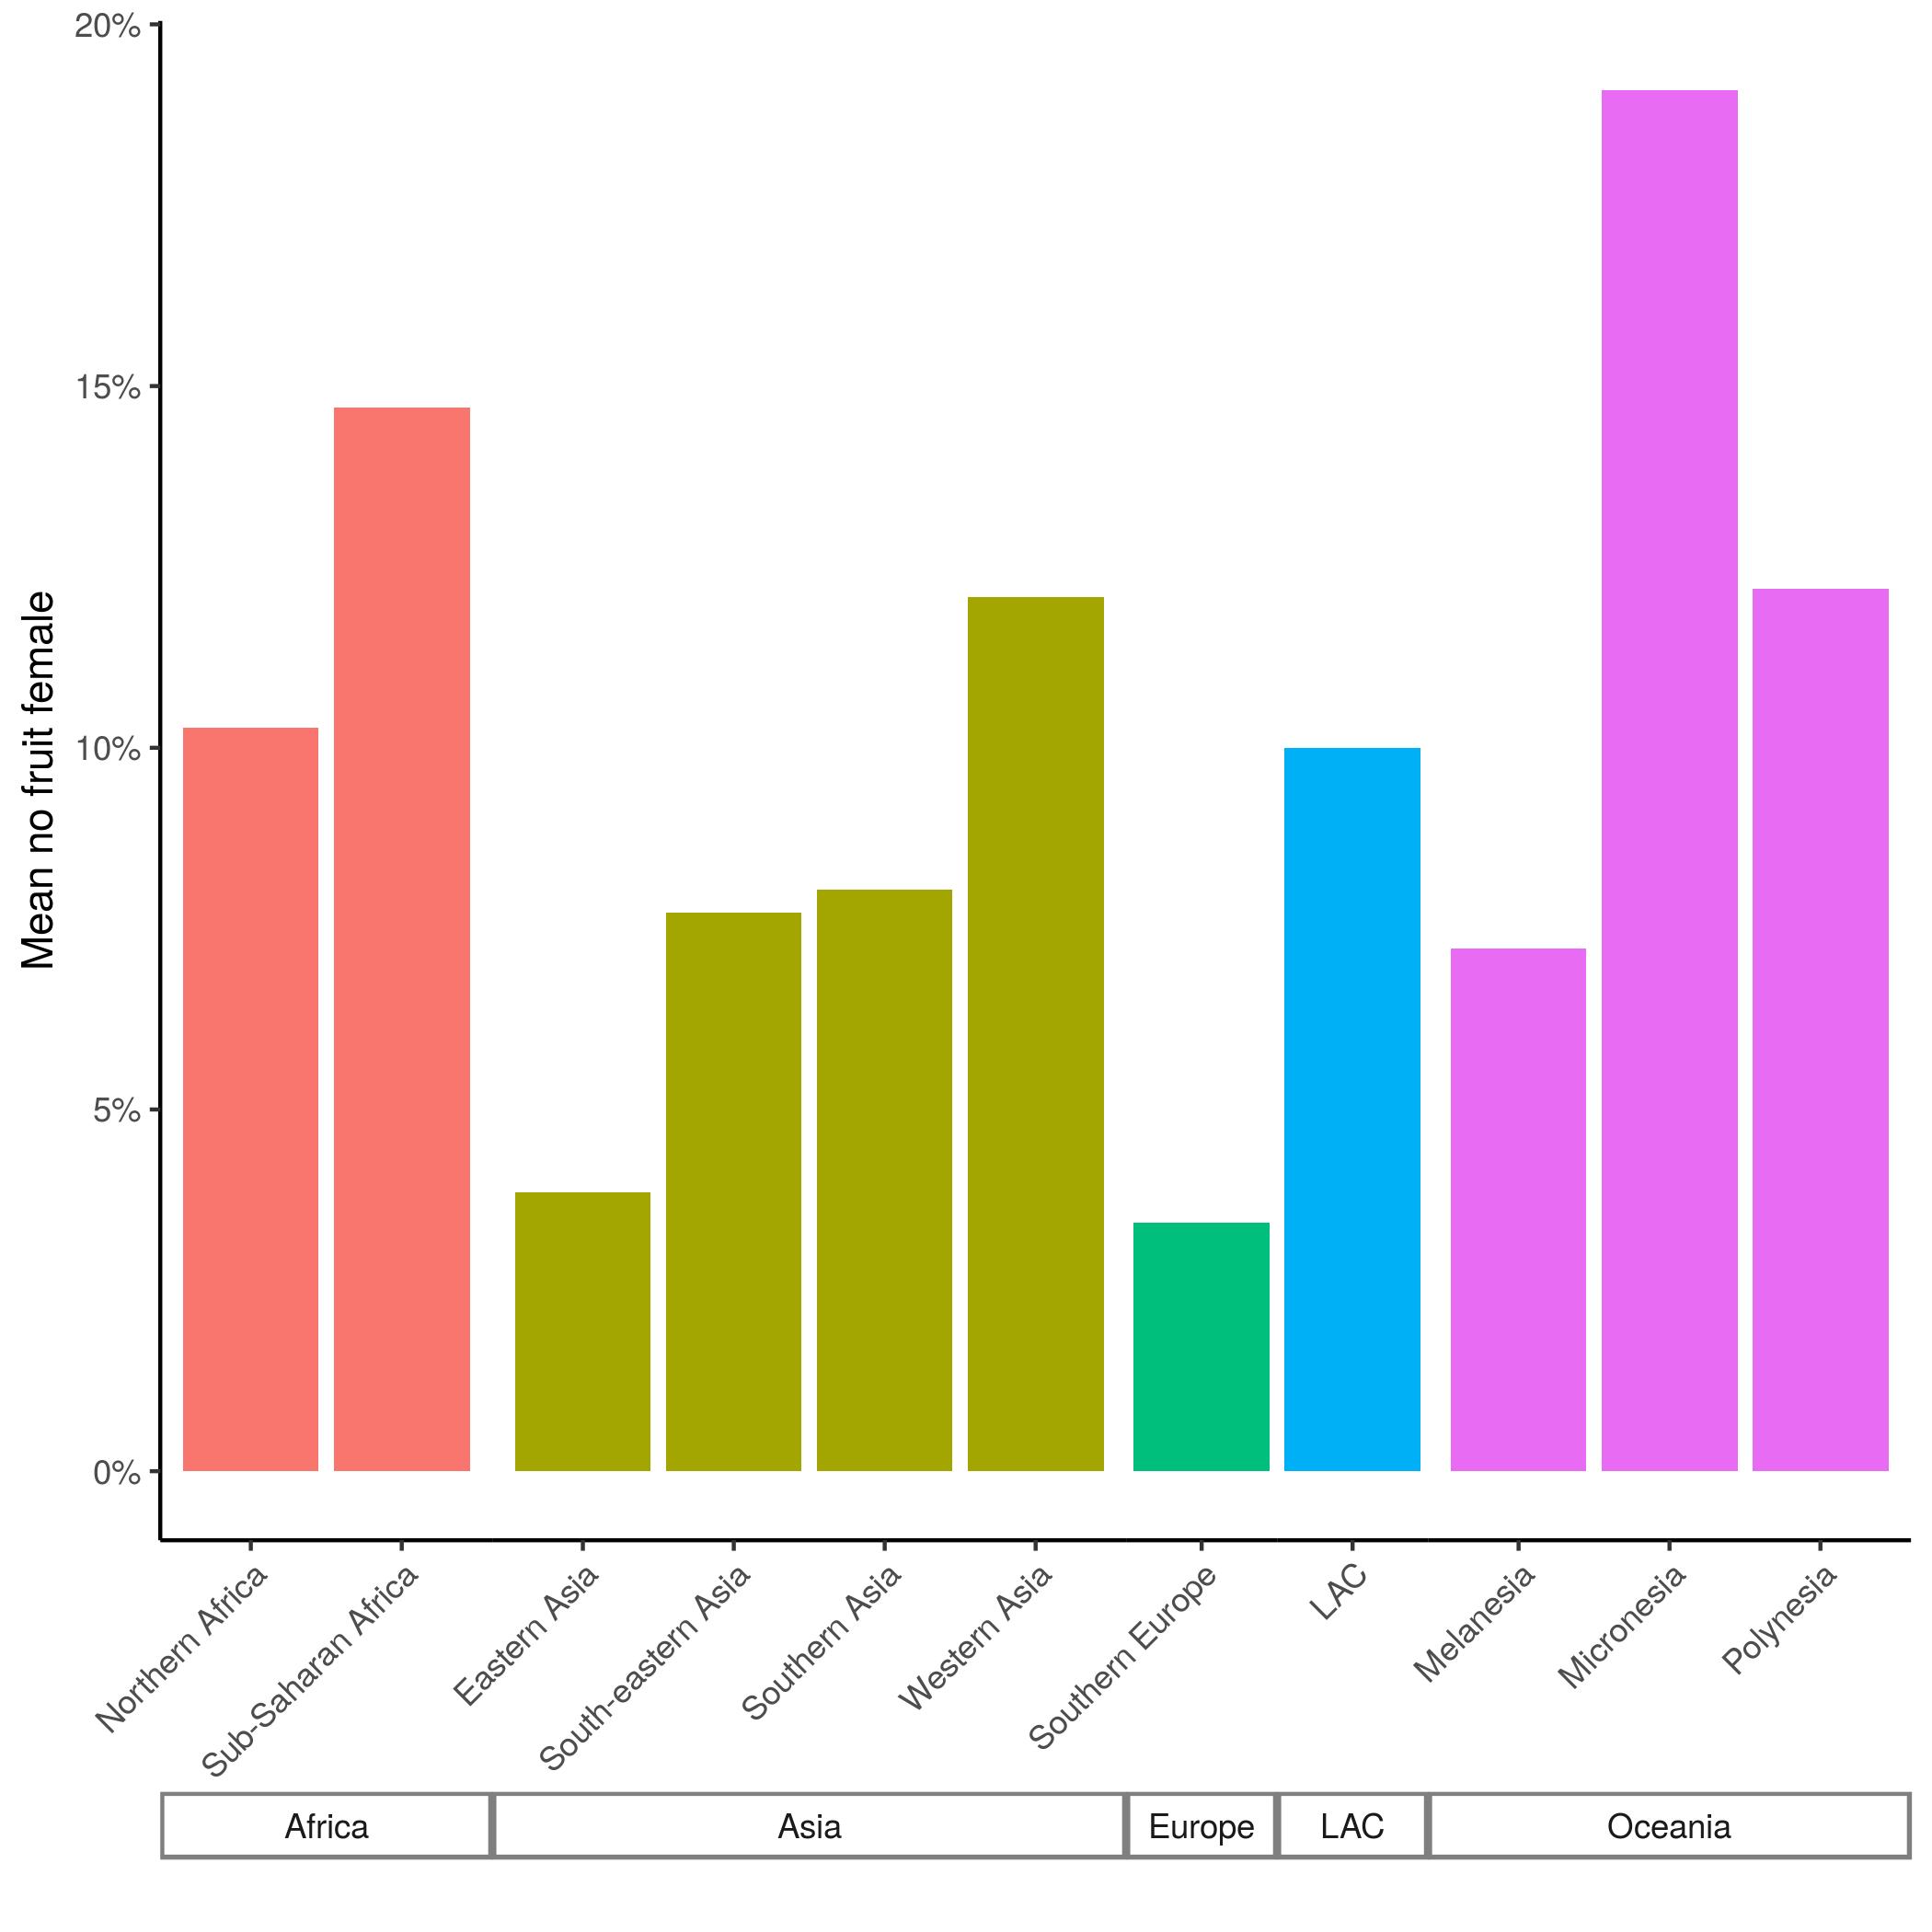 20%
15%
10%
5%
0%
Mean no fruit female
Northern Africa
Sub-Saharan Africa
Eastern Asia
South-eastern Asia
Southern Asia
Western Asia
Southern Europe
LAC
Melanesia
Micronesia
Polynesia
Africa
Asia
Europe
LAC
Oceania